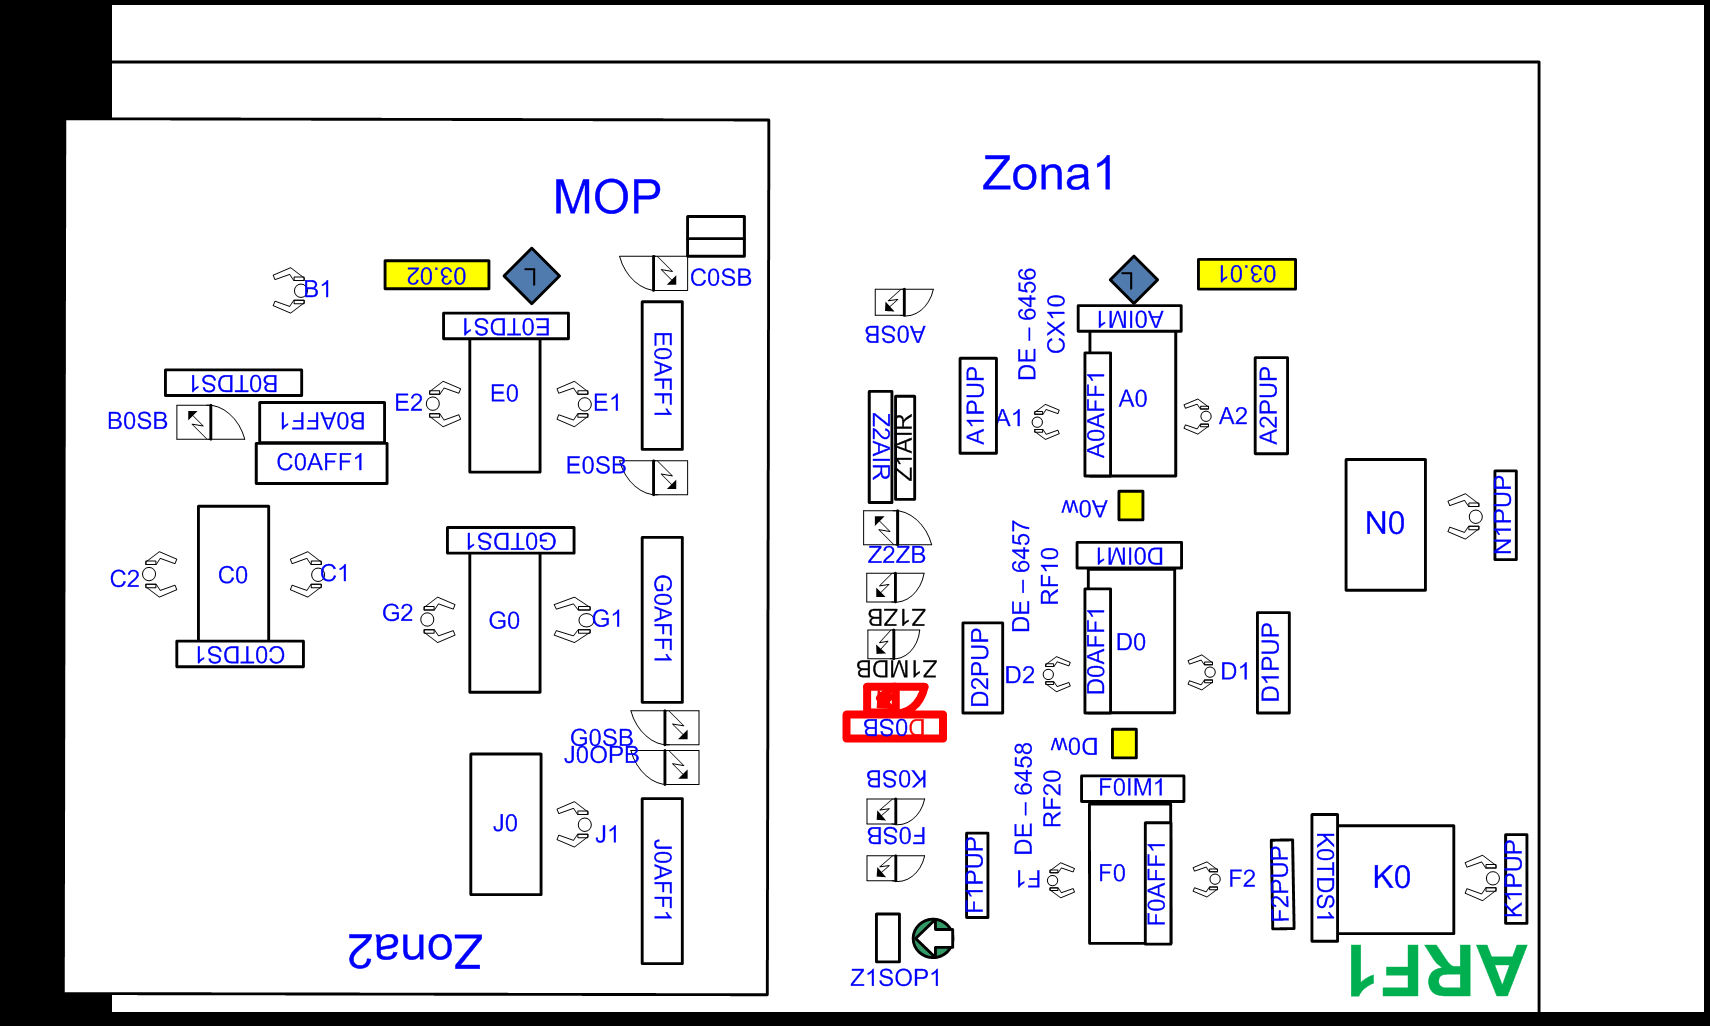 MOP
Zona1
03.02
L
C0SB
B1
E0TDS1
E0AFF1
B0TDS1
B0SB
B0AFF1
C0AFF1
E2
E0
E1
E0SB
C2
C0
C1
C0TDS1
G0TDS1
G2
G0
G1
G0AFF1
G0SB
J0OPB
J0
J1
J0AFF1
Zona2
A0SB
DE – 6456
CX10
L
03.01
A0IM1
A1PUP
A1
A0AFF1
A0
A2
A2PUP
Z2AIR
Z1AIR
A0w
Z2ZB
Z1ZB
Z1MDB
D0SB
DE – 6457
RF10
D0IM1
D2PUP
D2
D0AFF1
D0
D1
D1PUP
N0
N1PUP
D0w
K0SB
F0SB
DE – 6458
RF20
F0IM1
F1PUP
F1
F0
F0AFF1
F2
F2PUP
K0TDS1
K0
K1PUP
Z1SOP1
ARF1